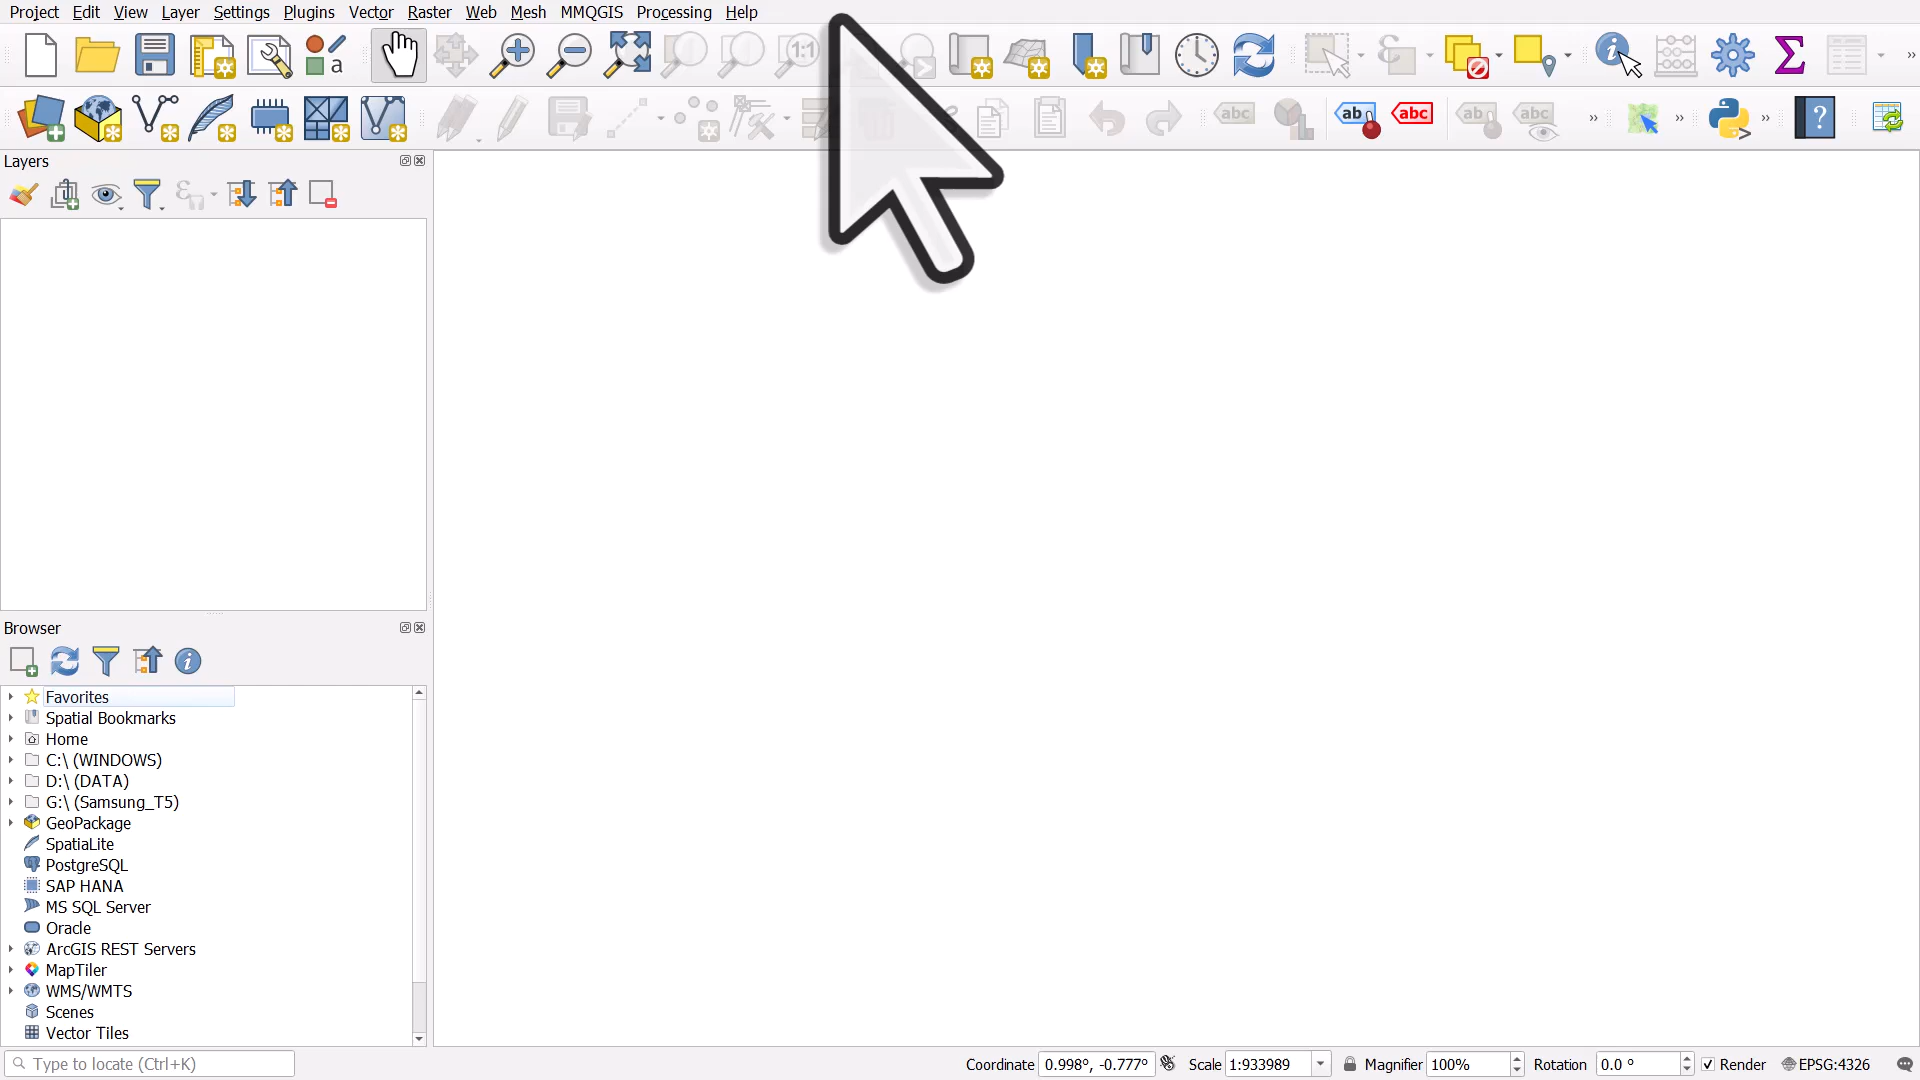 Project Edit View Layer Settings Plugins Vector Raster Web Mesh MMQGIS Processing Help
a 1:1 ε Σ
abc ab abc ab abc ?
Layers
ε
Browser
Favorites
Spatial Bookmarks
Home
C:\ (WINDOWS)
D:\ (DATA)
G:\ (Samsung_T5)
GeoPackage
SpatiaLite
PostgreSQL
SAP HANA
MS SQL Server
Oracle
ArcGIS REST Servers
MapTiler
WMS/WMTS
Scenes
Vector Tiles
Type to locate (Ctrl+K) Coordinate 0.998°, -0.777° Scale 1:933989 Magnifier 100% Rotation 0.0 ° Render EPSG:4326